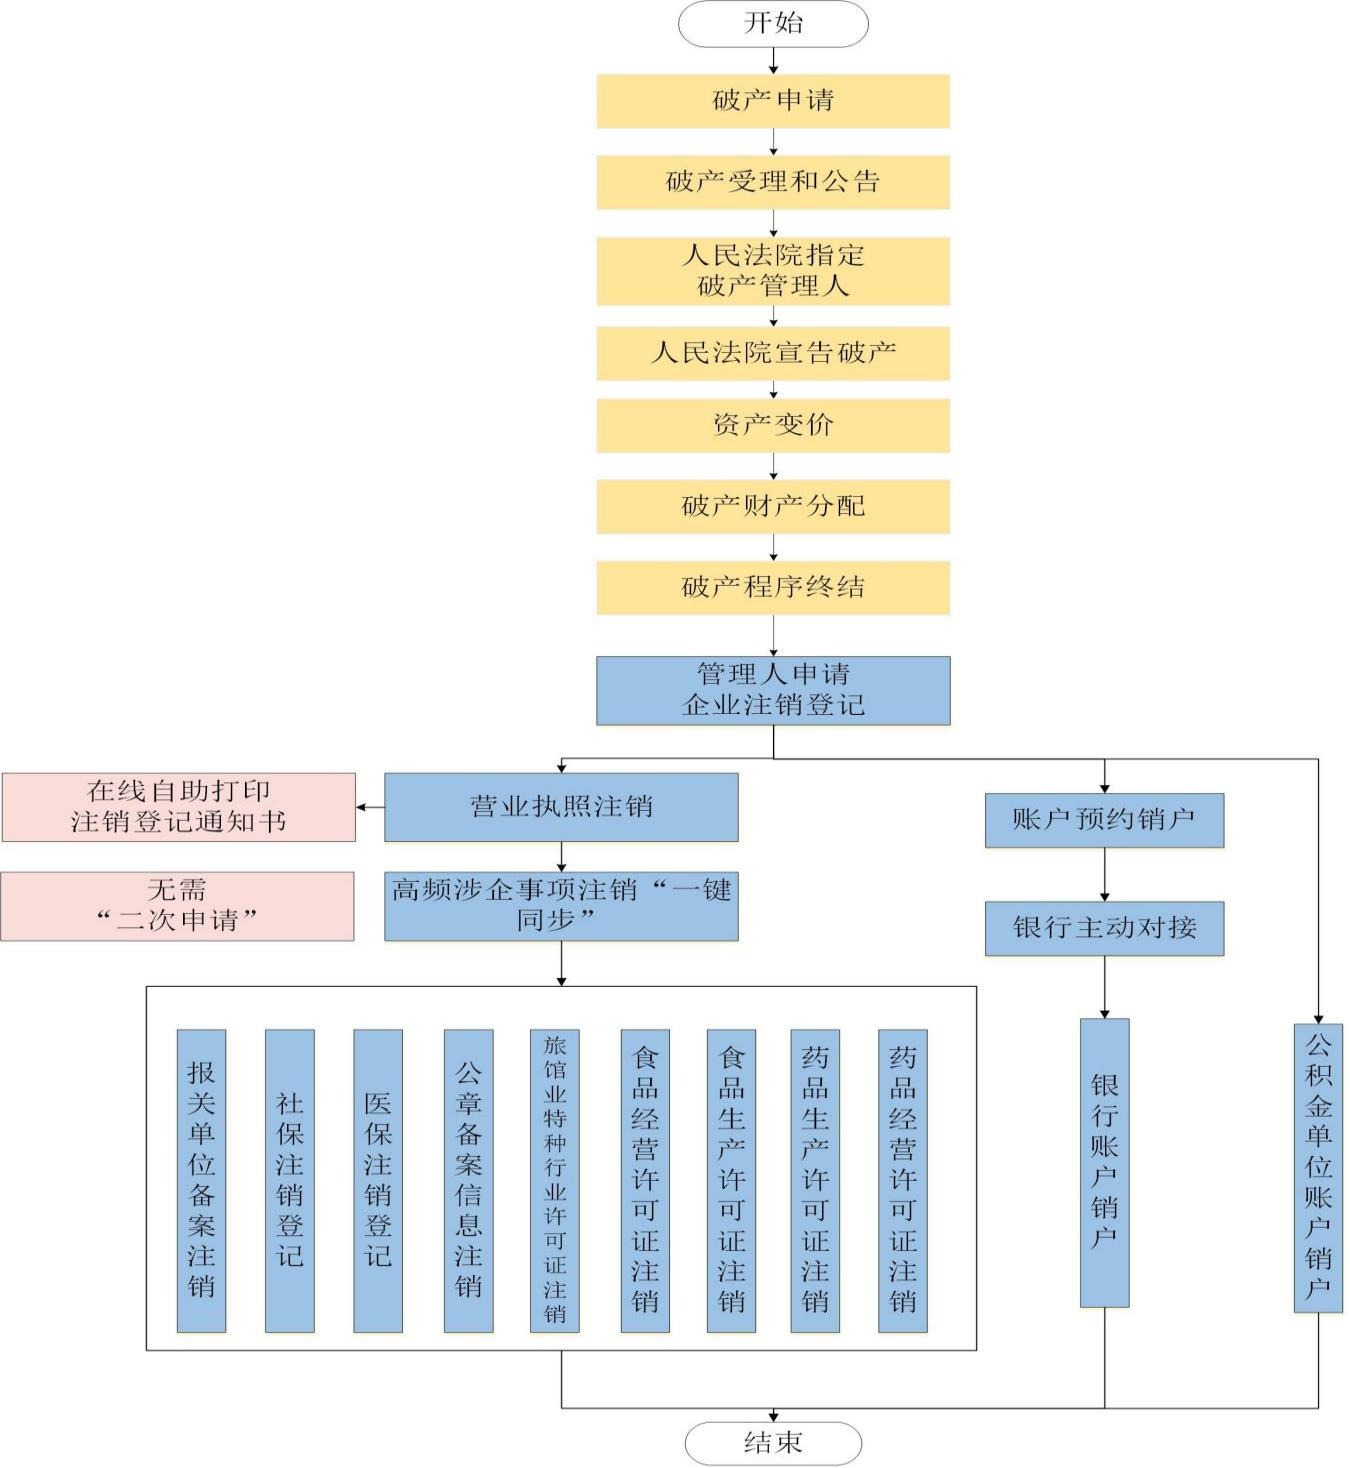 开始
破产申请
破产受理和公告
人民法院指定
破产管理人
人民法院宣告破产
资产变价
破产财产分配
破产程序终结
管理人申请
企业注销登记
在线自助打印
注销登记通知书
营业执照注销
账户预约销户
无需
“二次申请”
高频涉企事项注销“一键
同步”
银行主动对接
报关单位备案注销
社保注销登记
医保注销登记
公章备案信息注销
旅馆业特种行业许可证注销
食品经营许可证注销
食品生产许可证注销
药品生产许可证注销
药品经营许可证注销
银行账户销户
公积金单位账户销户
结束